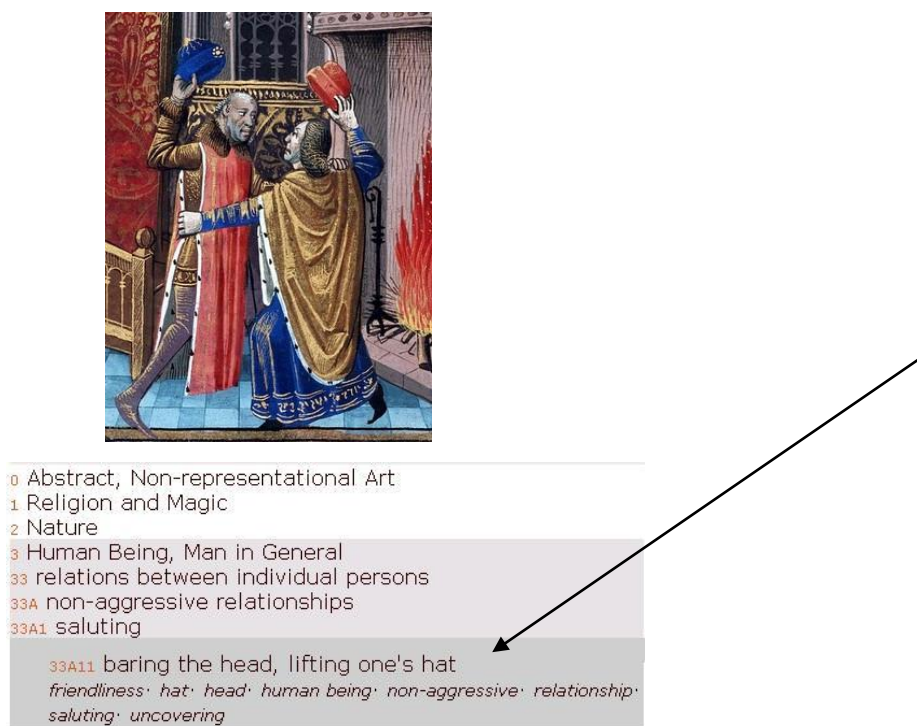 0 Abstract, Non-representational Art
1 Religion and Magic
2 Nature
3 Human Being, Man in General
33 relations between individual persons
33A non-aggressive relationships
33A1 saluting
33A11 baring the head, lifting one's hat
friendliness· hat· head· human being· non-aggressive· relationship·
saluting· uncovering